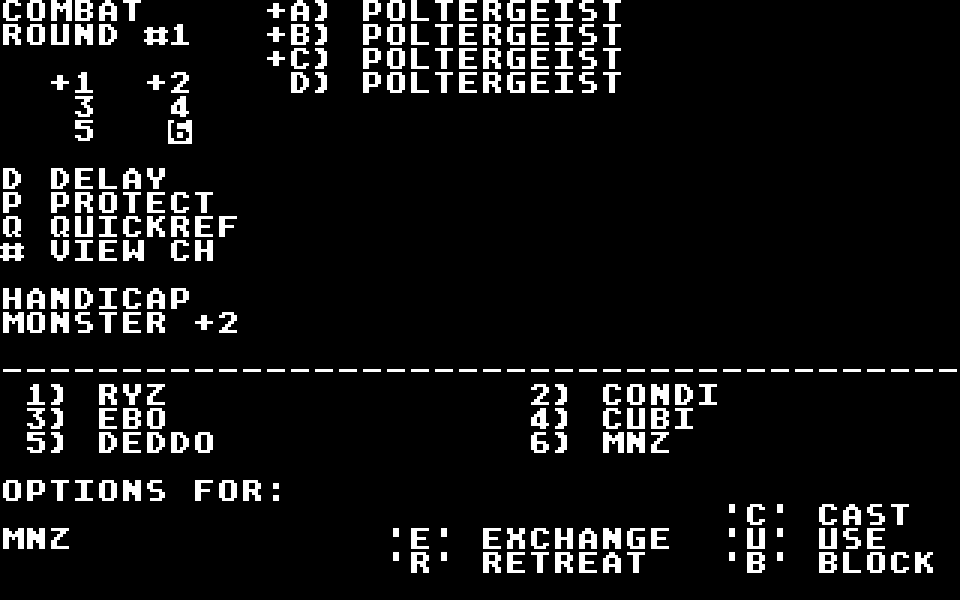 COMBAT +A) POLTERGEIST
ROUND #1 +B) POLTERGEIST
+C) POLTERGEIST
+1 +2 D) POLTERGEIST
3 4
5 6
D DELAY
P PROTECT
Q QUICKREF
# VIEW CH
HANDICAP
MONSTER +2
1) RYZ 2) CONDI
3) EBO 4) CUBI
5) DEDDO 6) MNZ
OPTIONS FOR:
'C' CAST
MNZ 'E' EXCHANGE 'U' USE
'R' RETREAT 'B' BLOCK